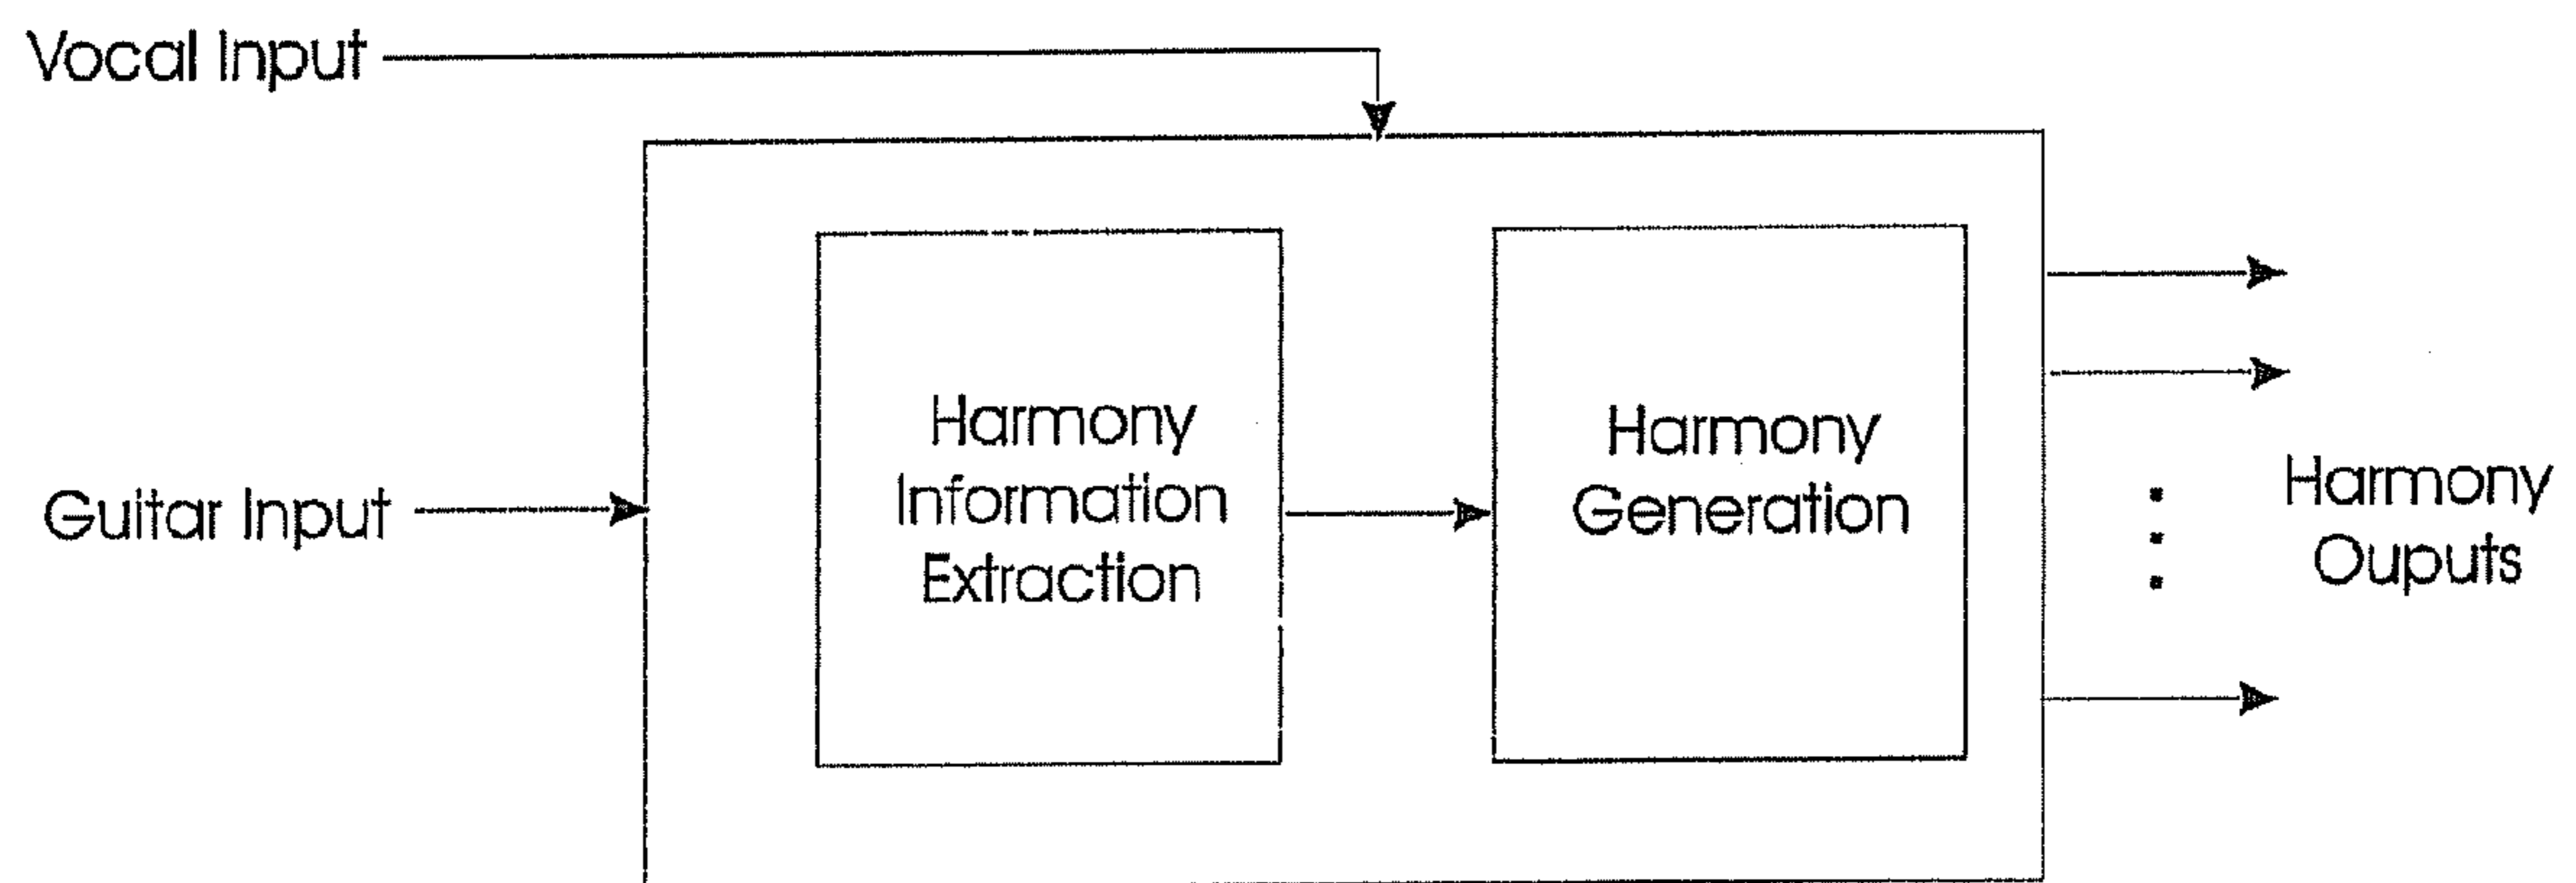 Vocal Input
Guitar Input
Harmony
Information
Extraction
Harmony
Generation
Harmony
Ouputs